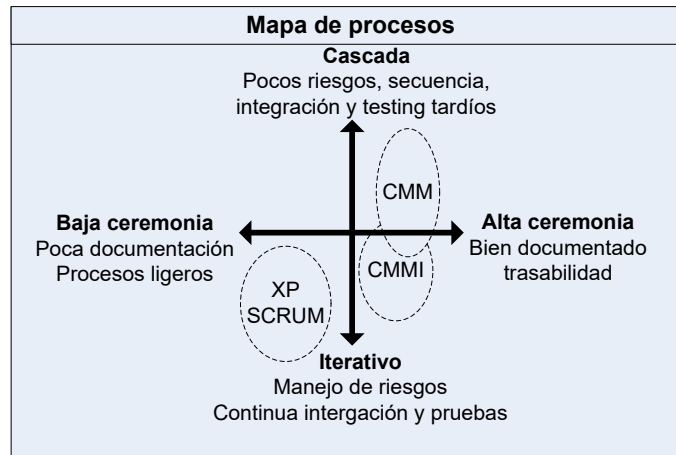 Mapa de procesos
Cascada
Pocos riesgos, secuencia,
integración y testing tardíos
CMM
Baja ceremonia
Poca documentación
Procesos ligeros
Alta ceremonia
Bien documentado
trasabilidad
CMMI
XP
SCRUM
Iterativo
Manejo de riesgos
Continua intergación y pruebas